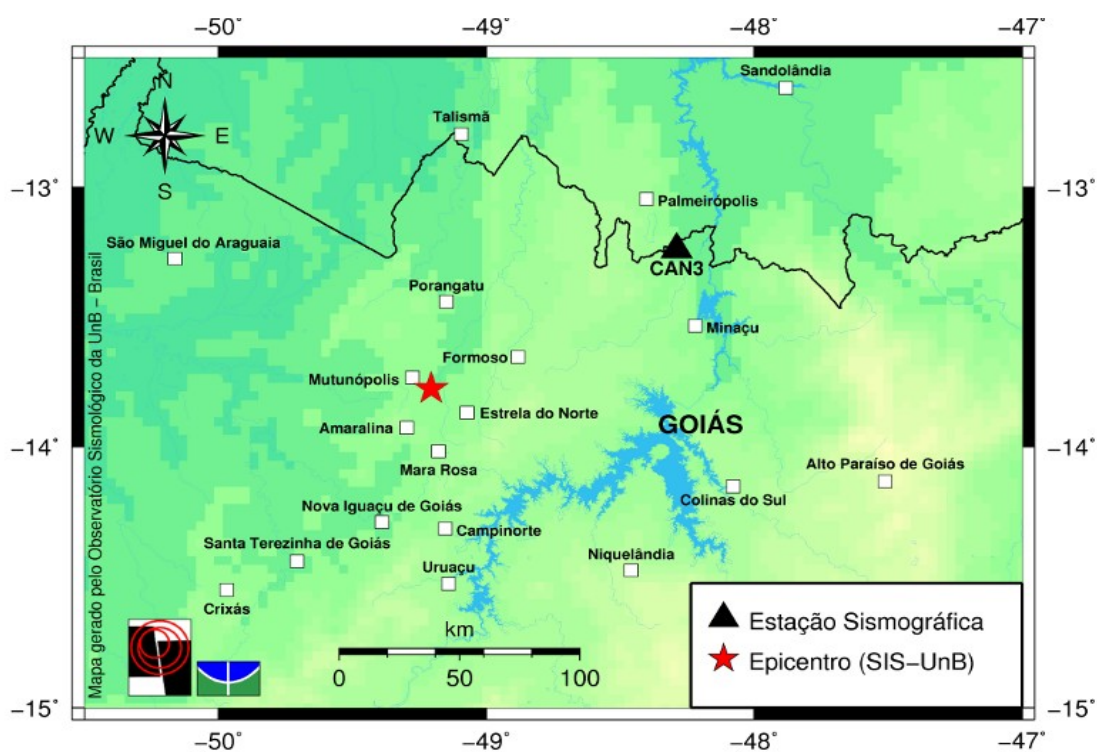 −50˚ −49˚ −48˚ −47˚
Sandolândia
N
W E
S
Talismã
−13˚ −13˚
Palmeirópolis
São Miguel do Araguaia
CAN3
Porangatu
Minaçu
Formoso
Mutunópolis
Estrela do Norte
Amaralina
GOIÁS
−14˚ −14˚
Mara Rosa
Alto Paraíso de Goiás
Colinas do Sul
Nova Iguaçu de Goiás
Campinorte
Santa Terezinha de Goiás
Niquelândia
Uruaçu
Crixás
Mapa gerado pelo Observatório Sismológico da UnB − Brasil
km
0 50 100
Estação Sismográfica
Epicentro (SIS−UnB)
−15˚ −15˚
−50˚ −49˚ −48˚ −47˚